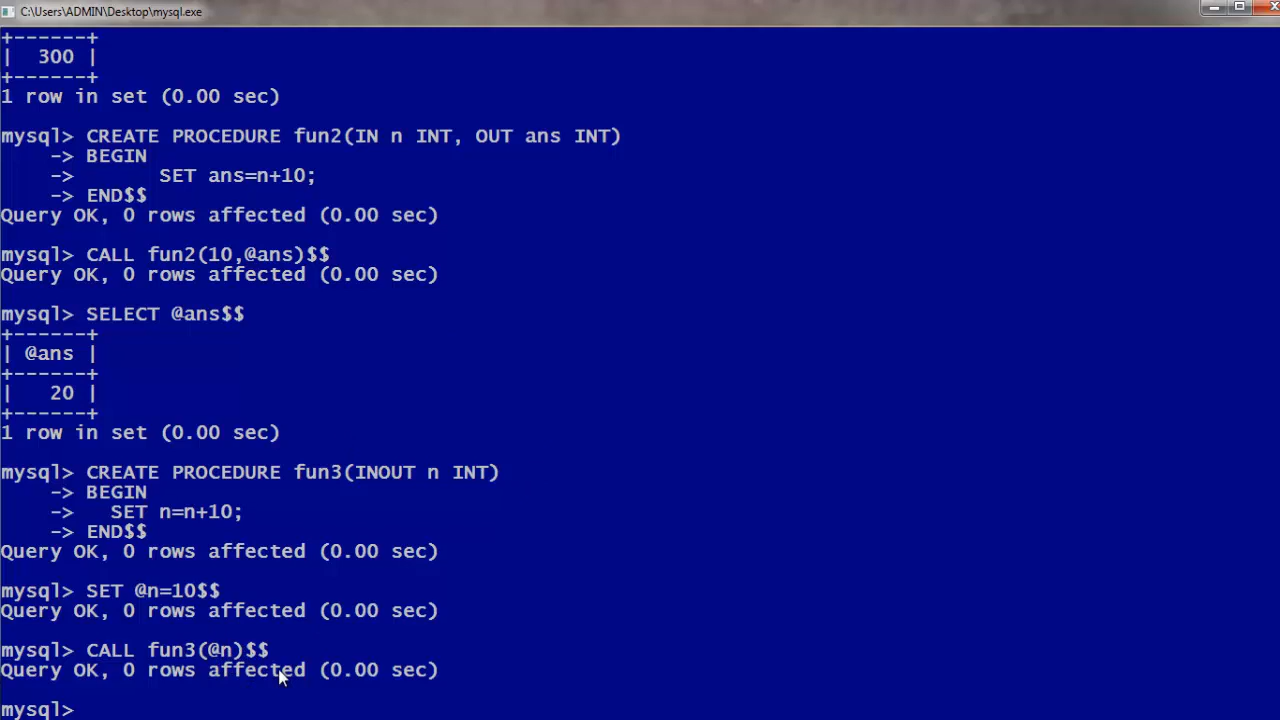 C:\Users\ADMIN\Desktop\mysql.exe
+------+
|  300 |
+------+
1 row in set (0.00 sec)
mysql> CREATE PROCEDURE fun2(IN n INT, OUT ans INT)
    -> BEGIN
    ->       SET ans=n+10;
    -> END$$
Query OK, 0 rows affected (0.00 sec)
mysql> CALL fun2(10,@ans)$$
Query OK, 0 rows affected (0.00 sec)
mysql> SELECT @ans$$
+------+
| @ans |
+------+
|   20 |
+------+
1 row in set (0.00 sec)
mysql> CREATE PROCEDURE fun3(INOUT n INT)
    -> BEGIN
    ->   SET n=n+10;
    -> END$$
Query OK, 0 rows affected (0.00 sec)
mysql> SET @n=10$$
Query OK, 0 rows affected (0.00 sec)
mysql> CALL fun3(@n)$$
Query OK, 0 rows affected (0.00 sec)
mysql>